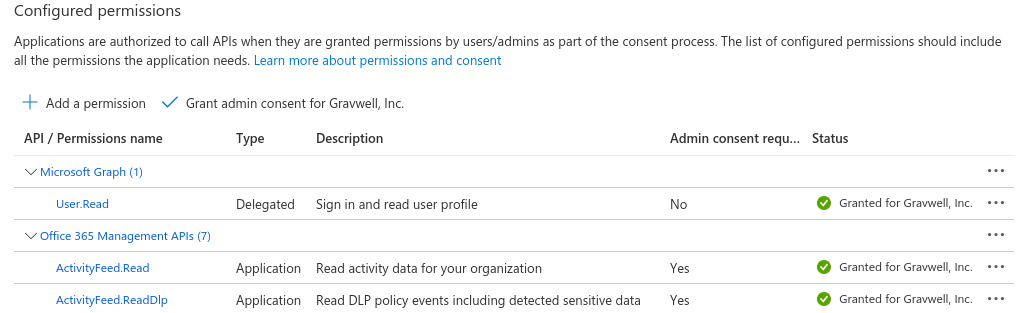 Configured permissions
Applications are authorized to call APIs when they are granted permissions by users/admins as part of the consent process. The list of configured permissions should include
all the permissions the application needs. Learn more about permissions and consent
Add a permission Grant admin consent for Gravwell, Inc.
API / Permissions name Type Description Admin consent requ... Status
Microsoft Graph (1) ...
User.Read Delegated Sign in and read user profile No Granted for Gravwell, Inc. ...
Office 365 Management APIs (7) ...
ActivityFeed.Read Application Read activity data for your organization Yes Granted for Gravwell, Inc. ...
ActivityFeed.ReadDlp Application Read DLP policy events including detected sensitive data Yes Granted for Gravwell, Inc. ...